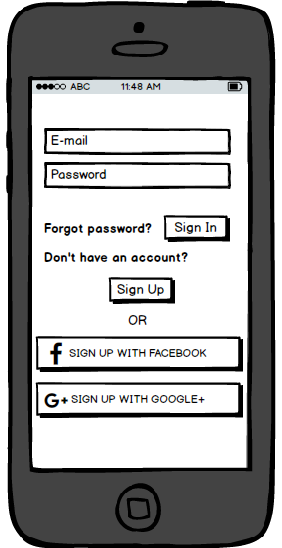 ABC 11:48 AM
E-mail
Password
Forgot password? Sign In
Don't have an account?
Sign Up
OR
f SIGN UP WITH FACEBOOK
G+ SIGN UP WITH GOOGLE+